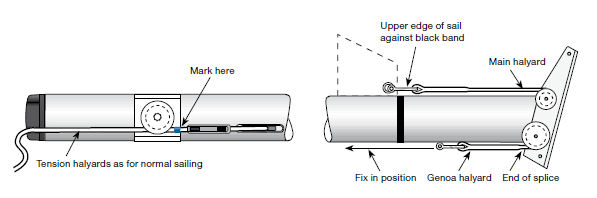 Mark here
Tension halyards as for normal sailing
Upper edge of sail
against black band
Main halyard
Fix in position
Genoa halyard
End of splice